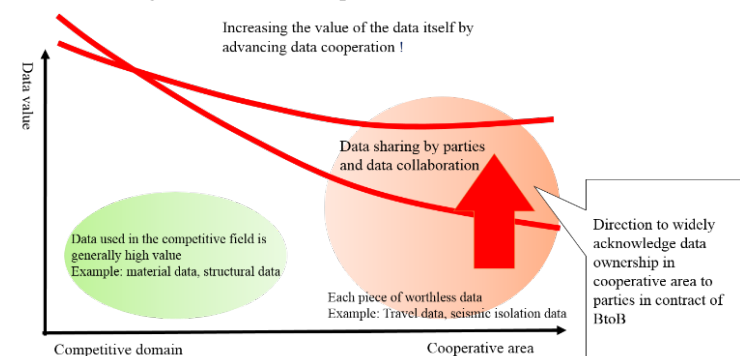 Increasing the value of the data itself by
advancing data cooperation !
Data value
Data sharing by parties
and data collaboration
Data used in the competitive field is
generally high value
Example: material data, structural data
Direction to widely
acknowledge data
ownership in
cooperative area to
parties in contract of
BtoB
Each piece of worthless data
Example: Travel data, seismic isolation data
Competitive domain
Cooperative area